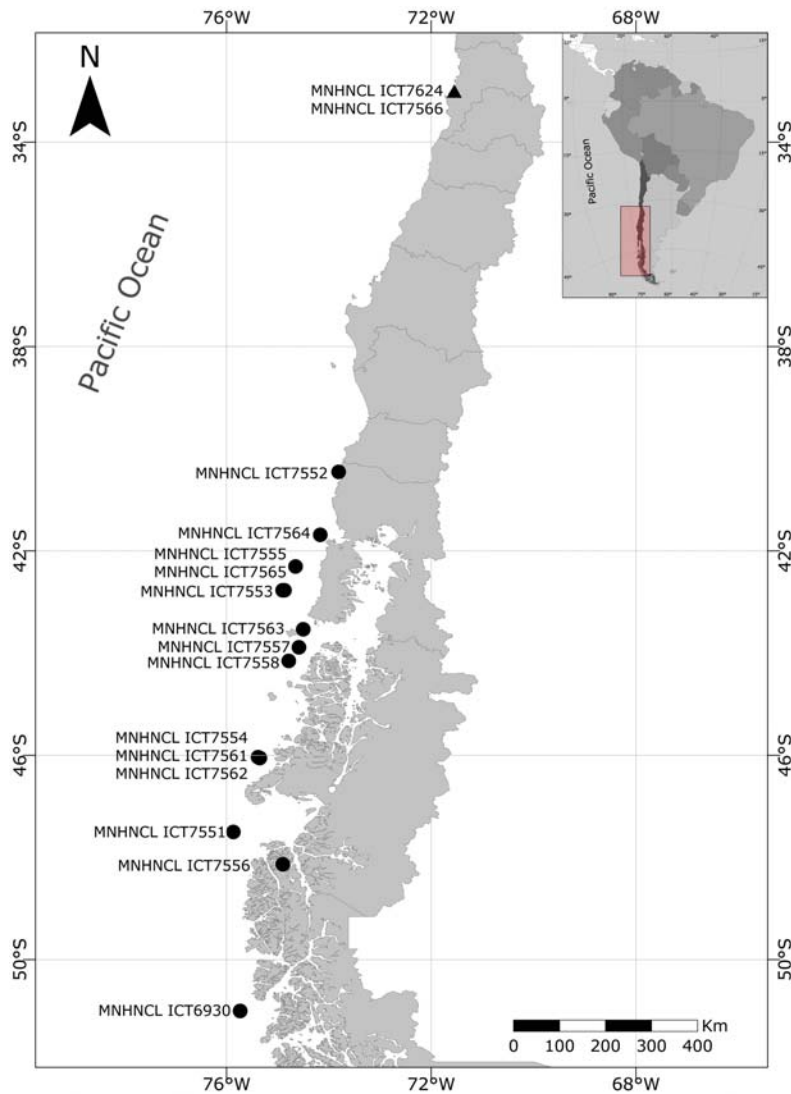 76°W 72°W 68°W
N
MNHNCL ICT7624
MNHNCL ICT7566
34°S
34°S
Pacific Ocean
Pacific Ocean
38°S
38°S
MNHNCL ICT7552
MNHNCL ICT7564
42°S
42°S
MNHNCL ICT7555
MNHNCL ICT7565
MNHNCL ICT7553
MNHNCL ICT7563
MNHNCL ICT7557
MNHNCL ICT7558
MNHNCL ICT7554
46°S
46°S
MNHNCL ICT7561
MNHNCL ICT7562
MNHNCL ICT7551
MNHNCL ICT7556
50°S
50°S
MNHNCL ICT6930
Km
0 100 200 300 400
76°W 72°W 68°W